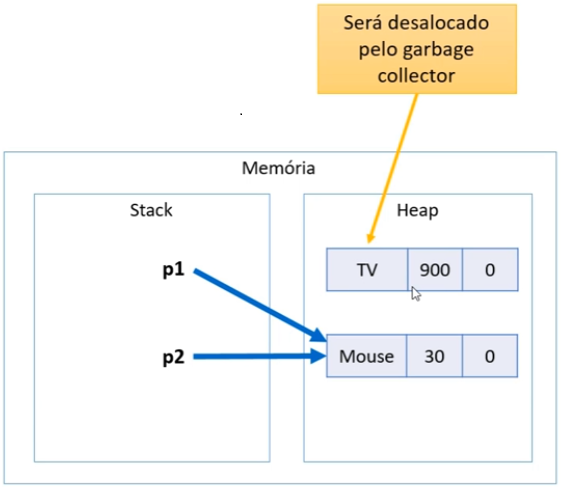 Será desalocado
pelo garbage
collector
Memória
Stack
Heap
p1
TV 900 0
p2
Mouse 30 0